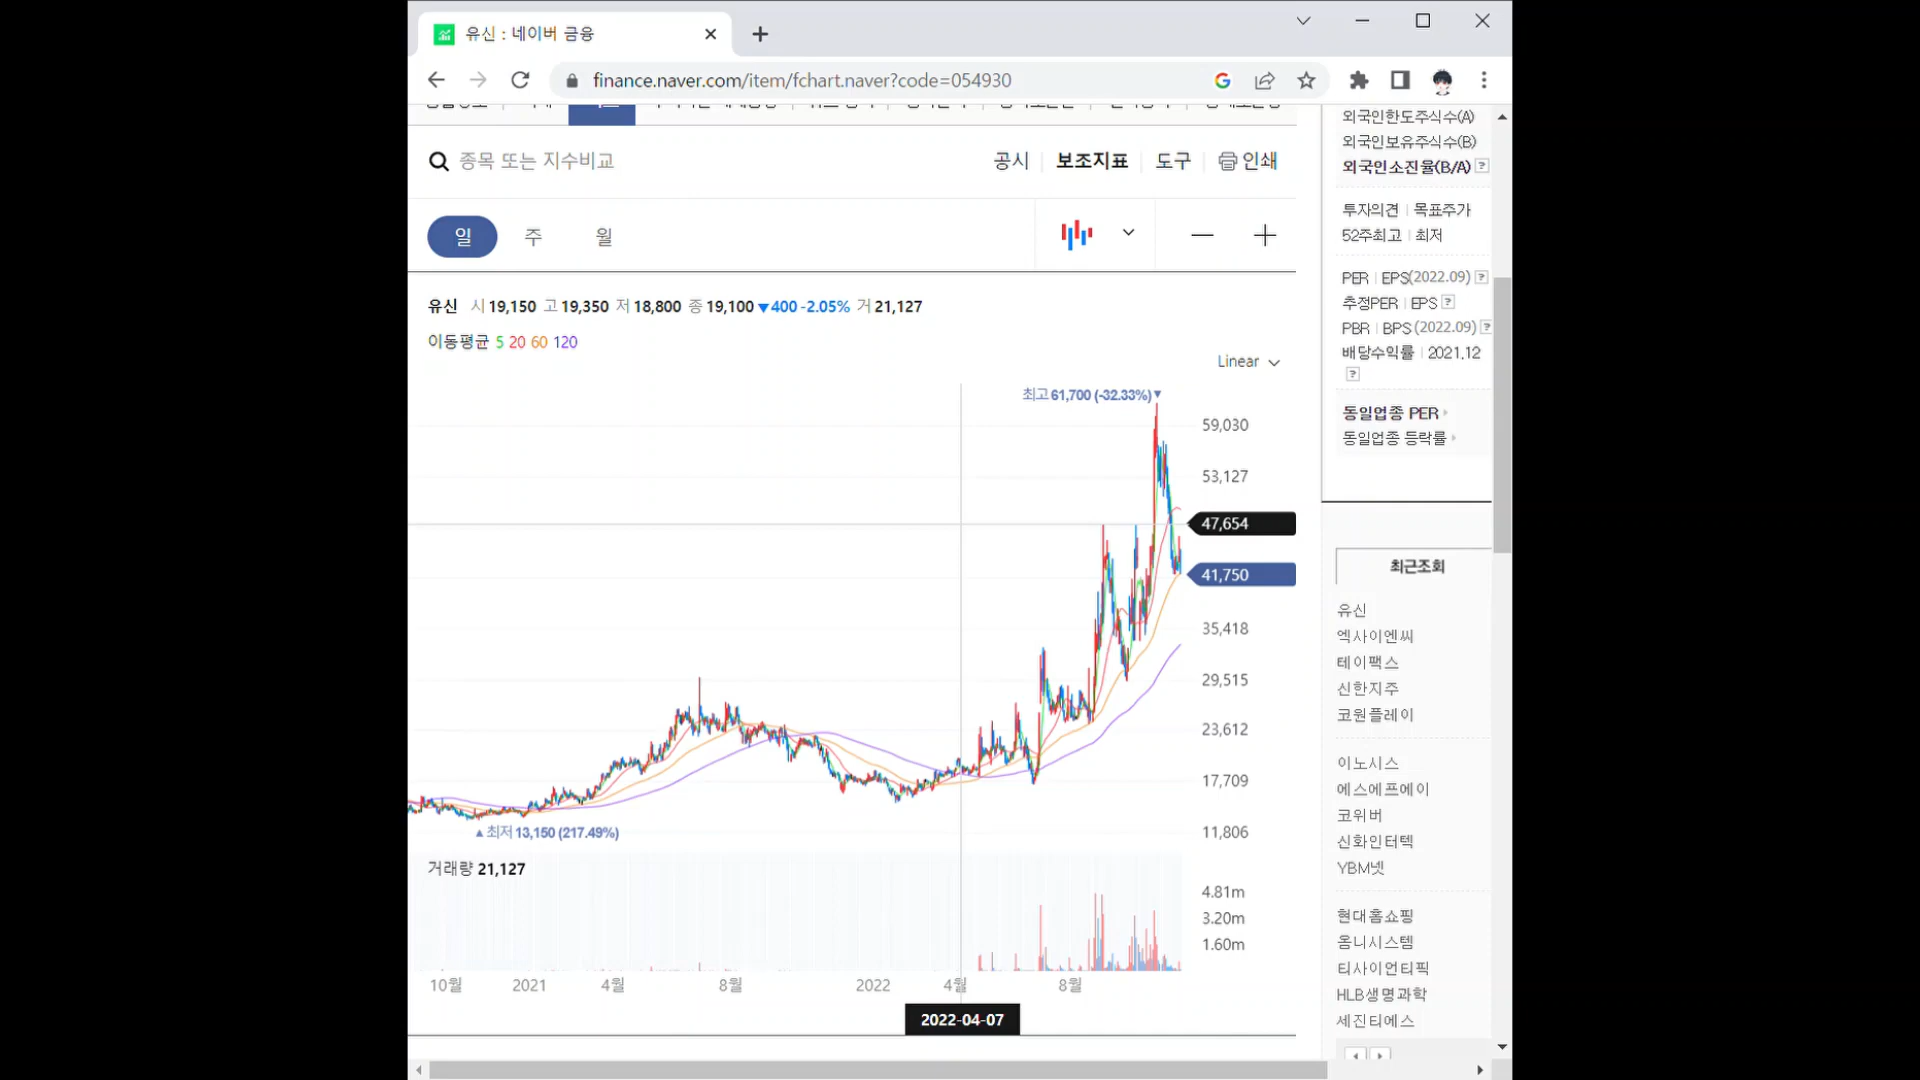 유신 : 네이버 금융
finance.naver.com/item/fchart.naver?code=054930
종목 또는 지수비교
공시 보조지표 도구 인쇄
일 주 월
유신 시 19,150 고 19,350 저 18,800 종 19,100 ▼400 -2.05% 거 21,127
이동평균 5 20 60 120
Linear
최고 61,700 (-32.33%)▼
59,030
53,127
47,654
41,750
35,418
29,515
23,612
17,709
11,806
▲최저 13,150 (217.49%)
거래량 21,127
4.81m
3.20m
1.60m
10월 2021 4월 8월 2022 4월 8월
2022-04-07
외국인한도주식수(A)
외국인보유주식수(B)
외국인소진율(B/A) ?
투자의견 | 목표주가
52주최고 | 최저
PER | EPS(2022.09) ?
추정PER | EPS ?
PBR | BPS (2022.09) ?
배당수익률 | 2021.12
?
동일업종 PER
동일업종 등락률
최근조회
유신
엑사이엔씨
테이팩스
신한지주
코원플레이
이노시스
에스에프에이
코위버
신화인터텍
YBM넷
현대홈쇼핑
옴니시스템
티사이언티픽
HLB생명과학
세진티에스